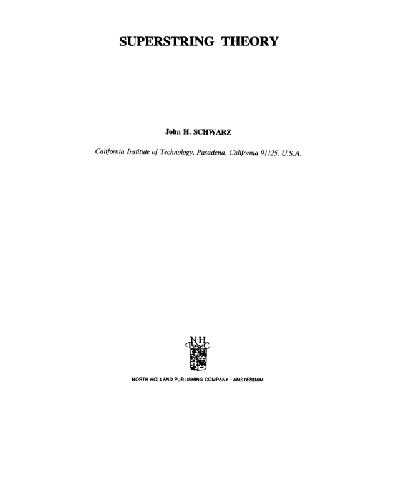 SUPERSTRING THEORY
John H. SCHWARZ
California Institute of Technology, Pasadena, California 91125, U.S.A.
NH
NORTH-HOLLAND PUBLISHING COMPANY - AMSTERDAM